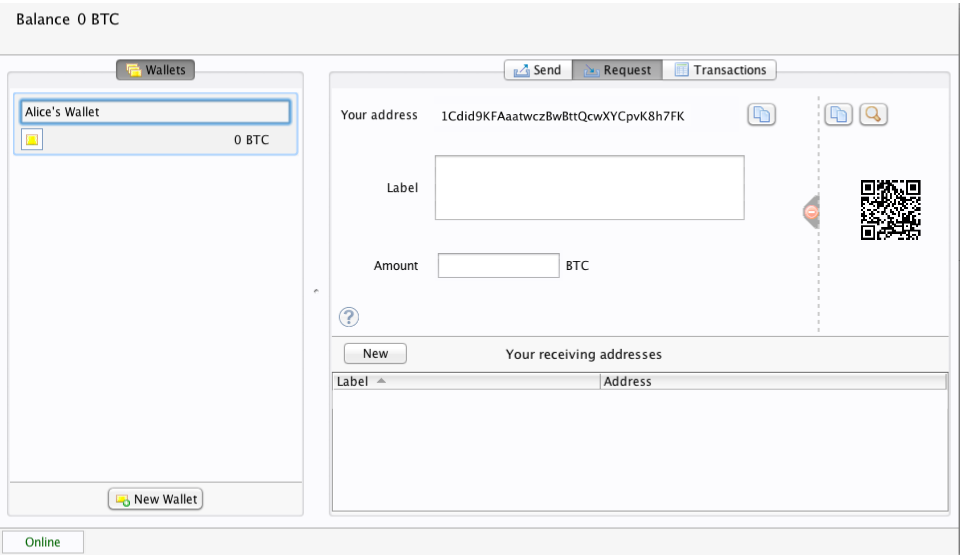 Balance 0 BTC
Wallets
Send
Request
Transactions
Alice's Wallet
0 BTC
Your address 1Cdid9KFAaatwczBwBttQcwXYCpvK8h7FK
Label
Amount BTC
?
New
Your receiving addresses
Label
Address
New Wallet
Online